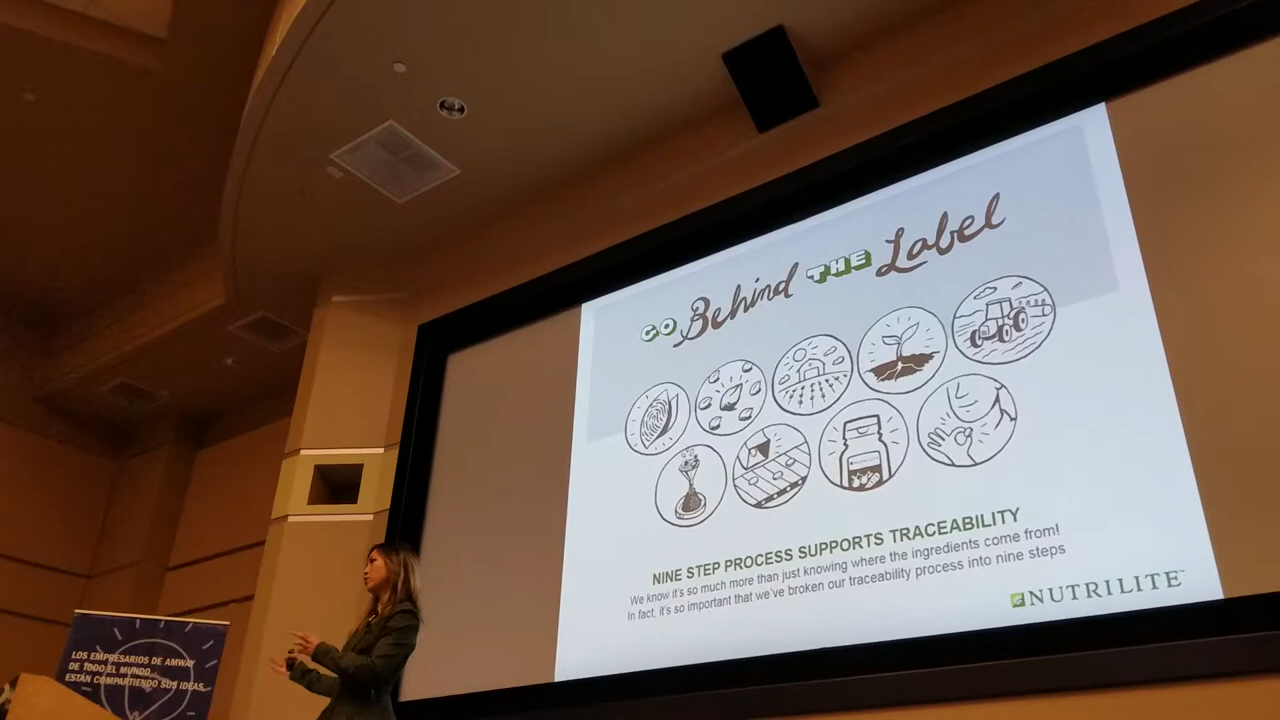 GO Behind THE Label
NUTRILITE
NINE STEP PROCESS SUPPORTS TRACEABILITY
We know it's so much more than just knowing where the ingredients come from!
In fact, it's so important that we've broken our traceability process into nine steps
NUTRILITE™
LOS EMPRESARIOS DE AMWAY
DE TODO EL MUNDO
ESTÁN COMPARTIENDO SUS IDEAS.